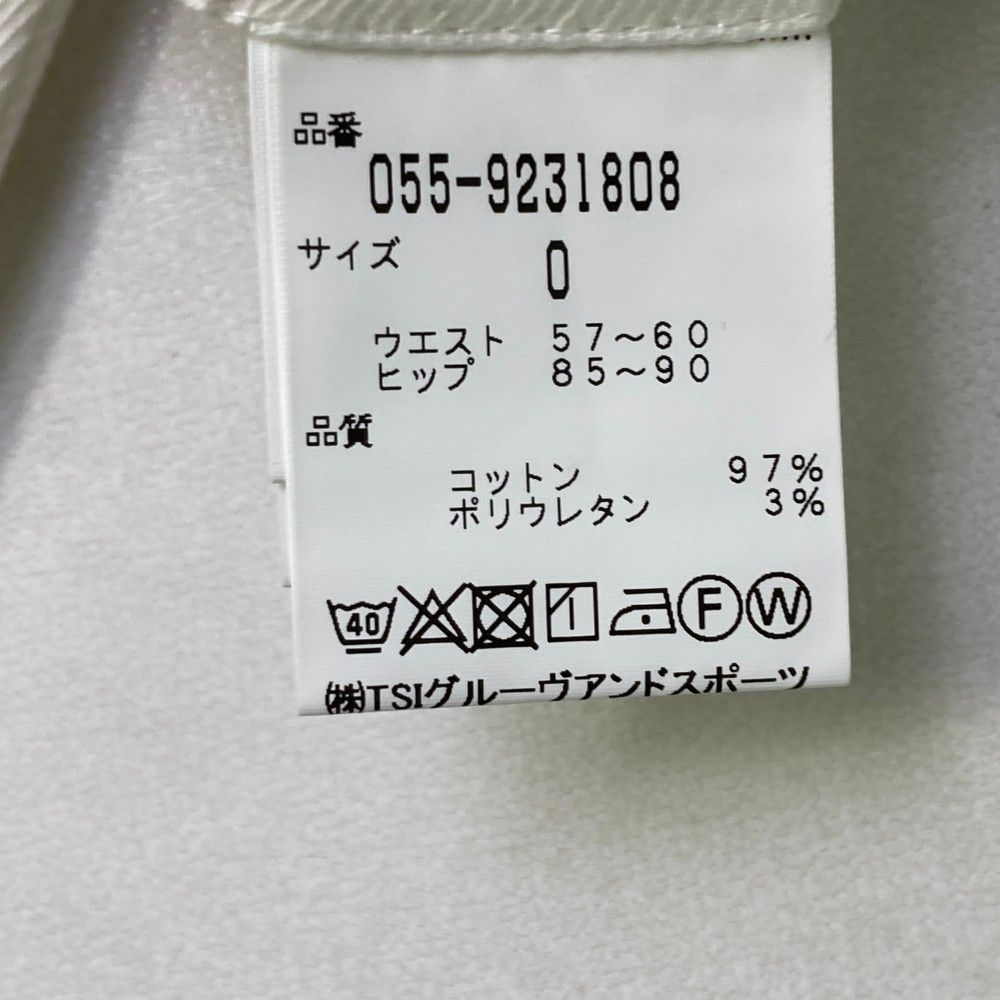 品番
055-9231808
サイズ 0
ウエスト 57~60
ヒップ 85~90
品質
コットン 97%
ポリウレタン 3%
40 F W
㈱TSIグルーヴアンドスポーツ